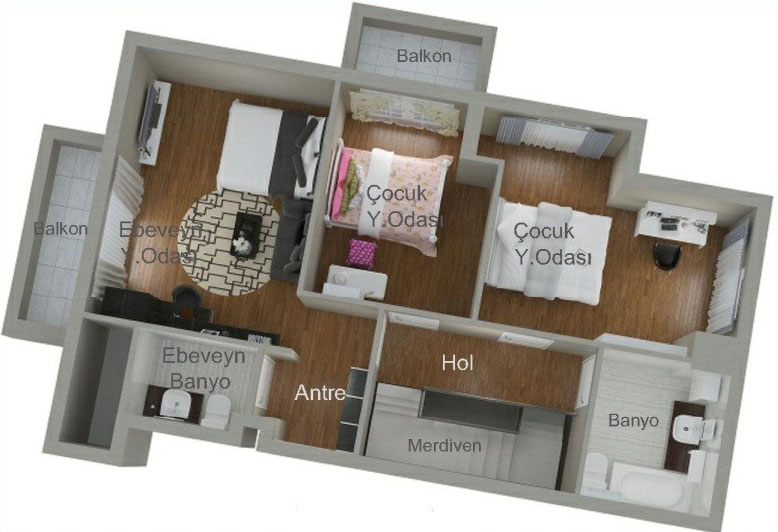 Balkon
Balkon
Ebeveyn
Y.Odası
Çocuk
Y.Odası
Çocuk
Y.Odası
Ebeveyn
Banyo
Antre
Hol
Merdiven
Banyo